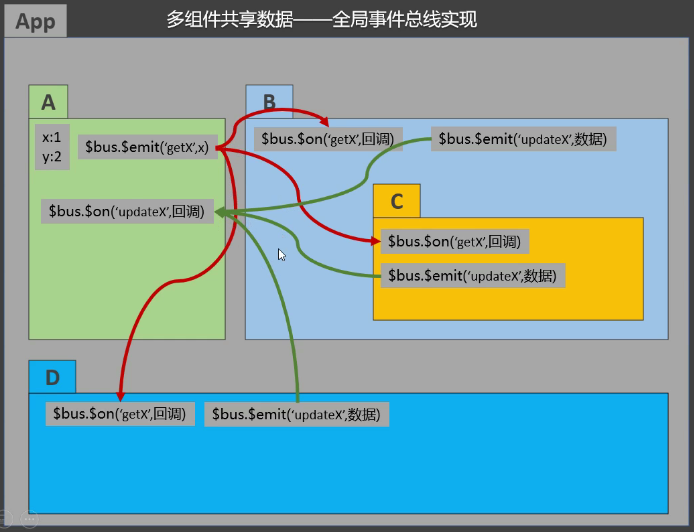 App
多组件共享数据——全局事件总线实现
A
B
x:1
y:2
$bus.$emit(‘getX’,x)
$bus.$on(‘getX’,回调)
$bus.$emit(‘updateX’,数据)
$bus.$on(‘updateX’,回调)
C
$bus.$on(‘getX’,回调)
$bus.$emit(‘updateX’,数据)
D
$bus.$on(‘getX’,回调)
$bus.$emit(‘updateX’,数据)